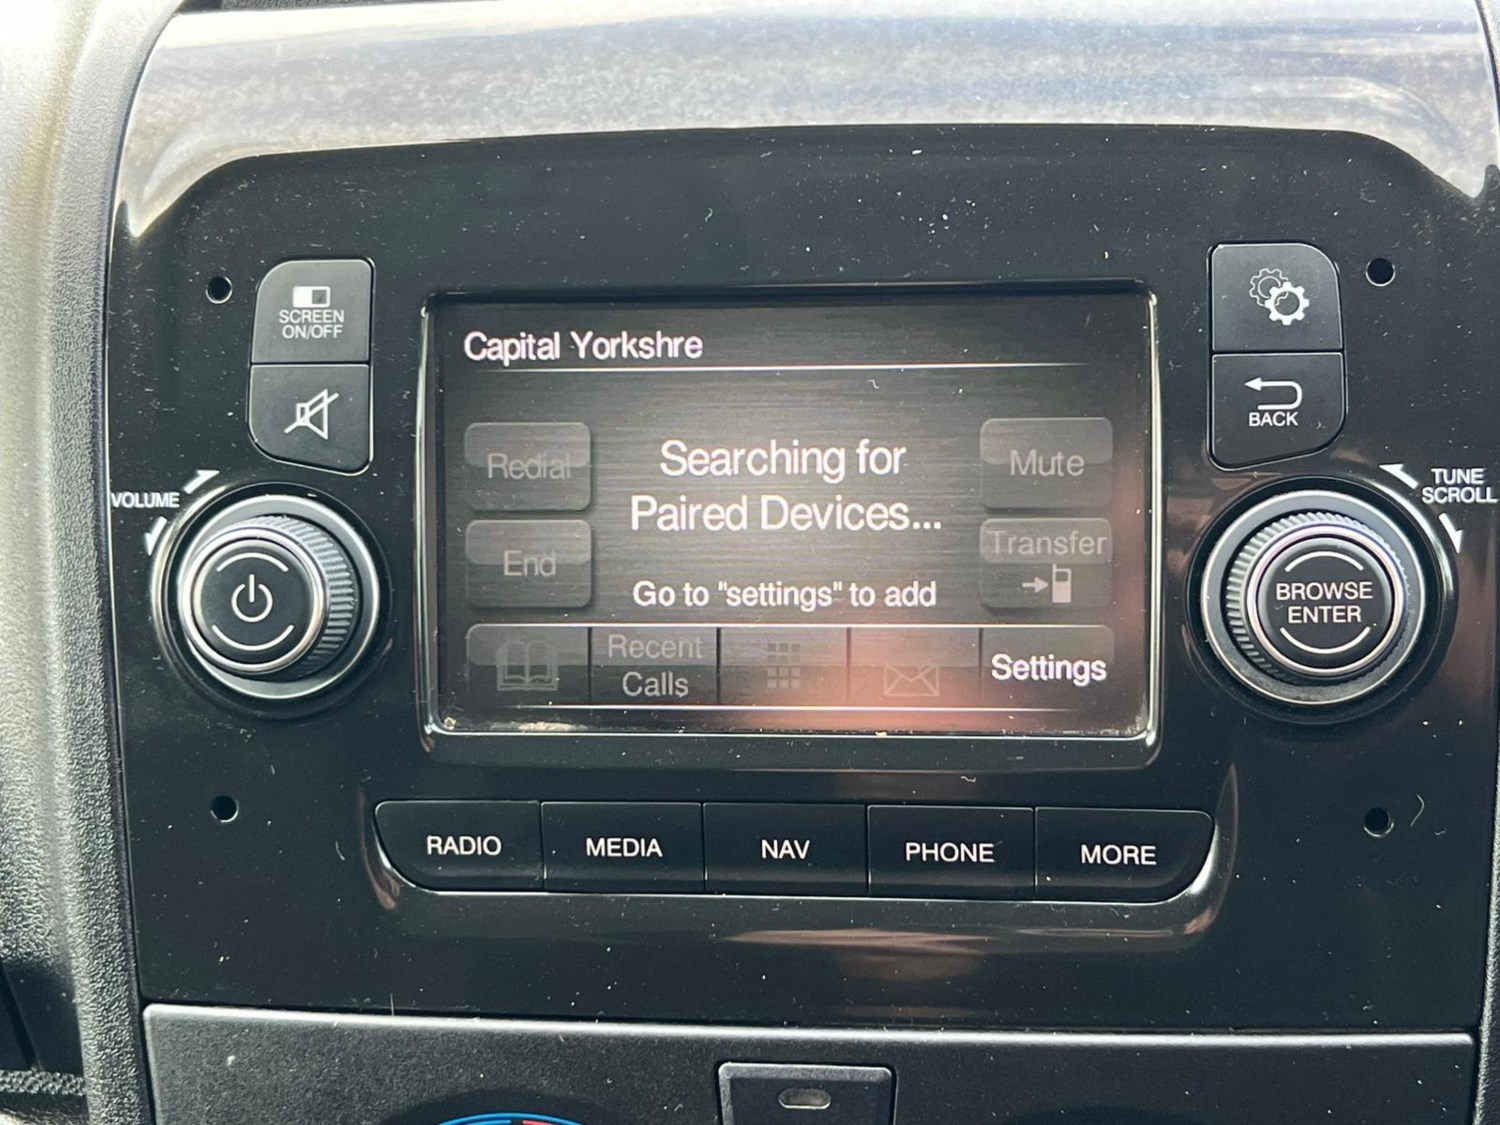 SCREEN
ON/OFF
VOLUME
Capital Yorkshre
Redial
Searching for
Paired Devices...
Mute
End
Transfer
Go to "settings" to add
Recent
Calls
Settings
BACK
TUNE
SCROLL
BROWSE
ENTER
RADIO
MEDIA
NAV
PHONE
MORE